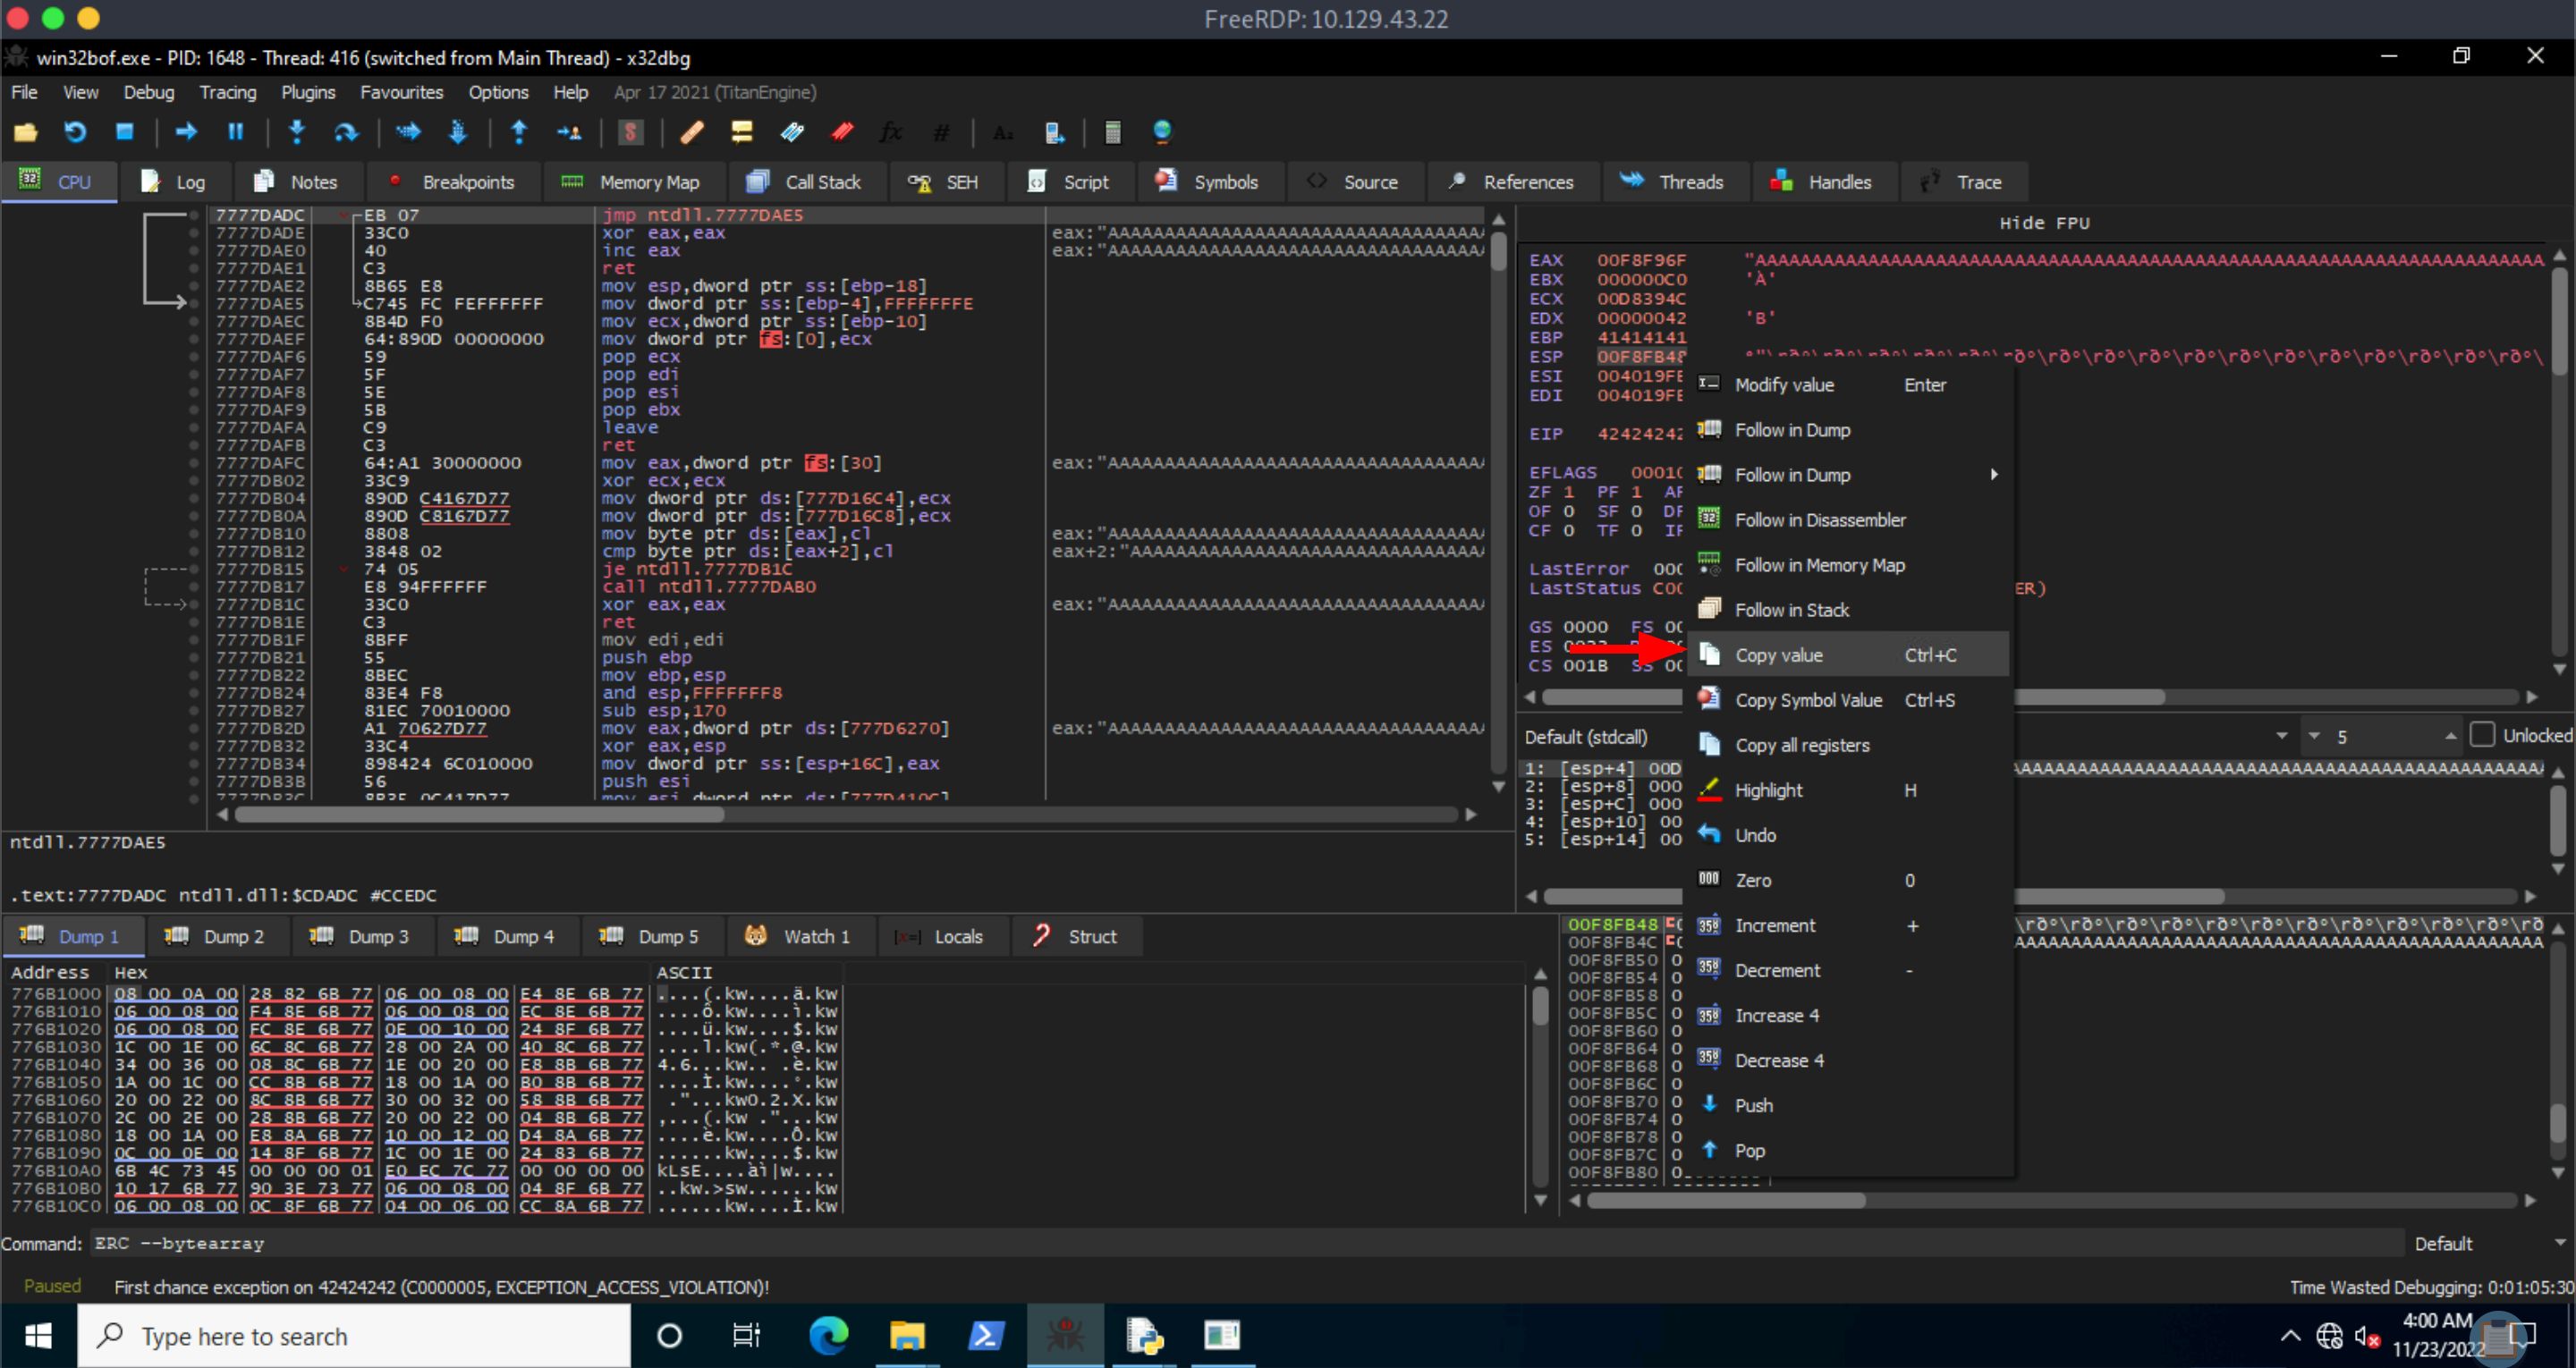 FreeRDP: 10.129.43.22
win32bof.exe - PID: 1648 - Thread: 416 (switched from Main Thread) - x32dbg
File View Debug Tracing Plugins Favourites Options Help Apr 17 2021 (TitanEngine)
CPU Log Notes Breakpoints Memory Map Call Stack SEH Script Symbols Source References Threads Handles Trace
7777DADC EB 07 jmp ntdll.7777DAE5
7777DADE 33C0 xor eax,eax
7777DAE0 40 inc eax
7777DAE1 C3 ret
7777DAE2 8B65 E8 mov esp,dword ptr ss:[ebp-18]
7777DAE5 C745 FC FEFFFFFF mov dword ptr ss:[ebp-4],FFFFFFFE
7777DAEC 8B4D F0 mov ecx,dword ptr ss:[ebp-10]
7777DAEF 64:890D 00000000 mov dword ptr fs:[0],ecx
7777DAF6 59 pop ecx
7777DAF7 5F pop edi
7777DAF8 5E pop esi
7777DAF9 5B pop ebx
7777DAFA C9 leave
7777DAFB C3 ret
7777DAFC 64:A1 30000000 mov eax,dword ptr fs:[30]
7777DB02 33C9 xor ecx,ecx
7777DB04 890D C4167D77 mov dword ptr ds:[777D16C4],ecx
7777DB0A 890D C8167D77 mov dword ptr ds:[777D16C8],ecx
7777DB10 8808 mov byte ptr ds:[eax],cl
7777DB12 3848 02 cmp byte ptr ds:[eax+2],cl
7777DB15 74 05 je ntdll.7777DB1C
7777DB17 E8 94FFFFFF call ntdll.7777DAB0
7777DB1C 33C0 xor eax,eax
7777DB1E C3 ret
7777DB1F 8BFF mov edi,edi
7777DB21 55 push ebp
7777DB22 8BEC mov ebp,esp
7777DB24 83E4 F8 and esp,FFFFFFF8
7777DB27 81EC 70010000 sub esp,170
7777DB2D A1 70627D77 mov eax,dword ptr ds:[777D6270]
7777DB32 33C4 xor eax,esp
7777DB34 898424 6C010000 mov dword ptr ss:[esp+16C],eax
7777DB3B 56 push esi
Hide FPU
EAX 00F8F96F
EBX 000000C0 'À'
ECX 00D8394C
EDX 00000042 'B'
EBP 41414141
ESP 00F8FB48
ESI 004019FE
EDI 004019FE
EIP 42424242
EFLAGS 00010
ZF 1 PF 1 AF
OF 0 SF 0 DF
CF 0 TF 0 IF
LastError 000
LastStatus C00 ER)
GS 0000 FS 00
ES
CS 001B SS 00
Modify value Enter
Follow in Dump
Follow in Dump
Follow in Disassembler
Follow in Memory Map
Follow in Stack
Copy value Ctrl+C
Copy Symbol Value Ctrl+S
Copy all registers
Highlight H
Undo
Zero 0
Increment +
Decrement -
Increase 4
Decrease 4
Push
Pop
Default (stdcall) 5 Unlocked
1: [esp+4] 00D
2: [esp+8] 000
3: [esp+C] 000
4: [esp+10] 00
5: [esp+14] 00
ntdll.7777DAE5
.text:7777DADC ntdll.dll:$CDADC #CCEDC
Dump 1 Dump 2 Dump 3 Dump 4 Dump 5 Watch 1 Locals Struct
Address Hex ASCII
776B1000 08 00 0A 00 28 82 6B 77 06 00 08 00 E4 8E 6B 77 ....(.kw....ä.kw
776B1010 06 00 08 00 F4 8E 6B 77 06 00 08 00 EC 8E 6B 77 ....ô.kw....ì.kw
776B1020 06 00 08 00 FC 8E 6B 77 0E 00 10 00 24 8F 6B 77 ....ü.kw....$.kw
776B1030 1C 00 1E 00 6C 8C 6B 77 28 00 2A 00 40 8C 6B 77 ....l.kw(.*.@.kw
776B1040 34 00 36 00 08 8C 6B 77 1E 00 20 00 E8 8B 6B 77 4.6...kw.. .è.kw
776B1050 1A 00 1C 00 CC 8B 6B 77 18 00 1A 00 B0 8B 6B 77 ....Ì.kw....°.kw
776B1060 20 00 22 00 8C 8B 6B 77 30 00 32 00 58 8B 6B 77 ."...kw0.2.X.kw
776B1070 2C 00 2E 00 28 8B 6B 77 20 00 22 00 04 8B 6B 77 ,...(.kw ."...kw
776B1080 18 00 1A 00 E8 8A 6B 77 10 00 12 00 D4 8A 6B 77 ....è.kw....Ô.kw
776B1090 0C 00 0E 00 14 8F 6B 77 1C 00 1E 00 24 83 6B 77 ......kw....$.kw
776B10A0 6B 4C 73 45 00 00 00 01 E0 EC 7C 77 00 00 00 00 kLsE....àì|w....
776B10B0 10 17 6B 77 90 3E 73 77 06 00 08 00 04 8F 6B 77 ..kw.>sw......kw
776B10C0 06 00 08 00 0C 8F 6B 77 04 00 06 00 CC 8A 6B 77 ......kw....Ì.kw
00F8FB48
00F8FB4C
00F8FB50 0
00F8FB54 0
00F8FB58 0
00F8FB5C 0
00F8FB60 0
00F8FB64 0
00F8FB68 0
00F8FB6C 0
00F8FB70 0
00F8FB74 0
00F8FB78 0
00F8FB7C 0
00F8FB80 0
Command: ERC --bytearray Default
Paused First chance exception on 42424242 (C0000005, EXCEPTION_ACCESS_VIOLATION)! Time Wasted Debugging: 0:01:05:30
Type here to search
4:00 AM
11/23/2022